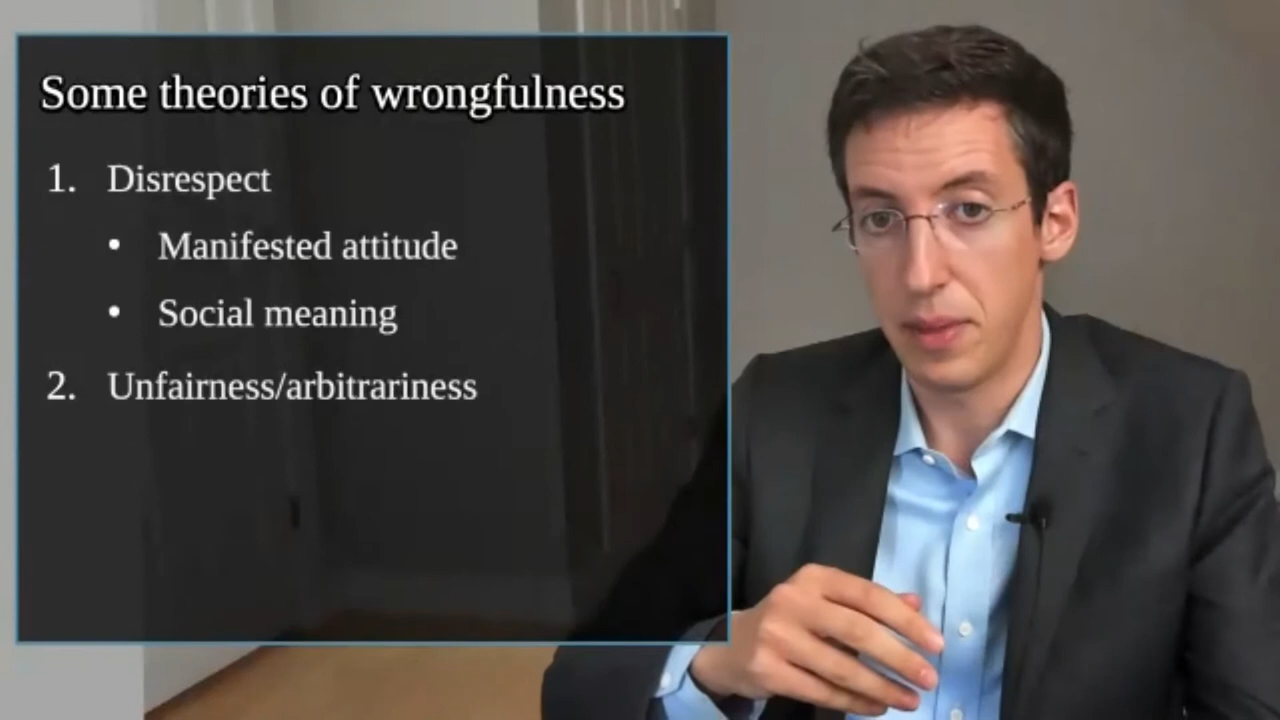 Some theories of wrongfulness
1. Disrespect
• Manifested attitude
• Social meaning
2. Unfairness/arbitrariness